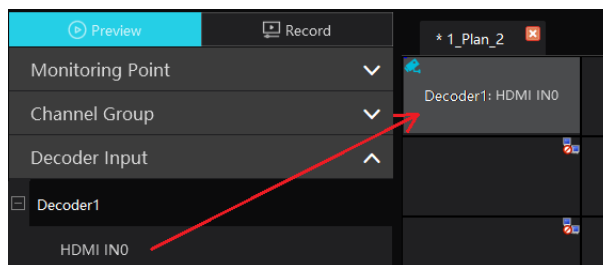 Preview
Record
* 1_Plan_2
Monitoring Point
Channel Group
Decoder Input
Decoder1
HDMI IN0
Decoder1: HDMI IN0